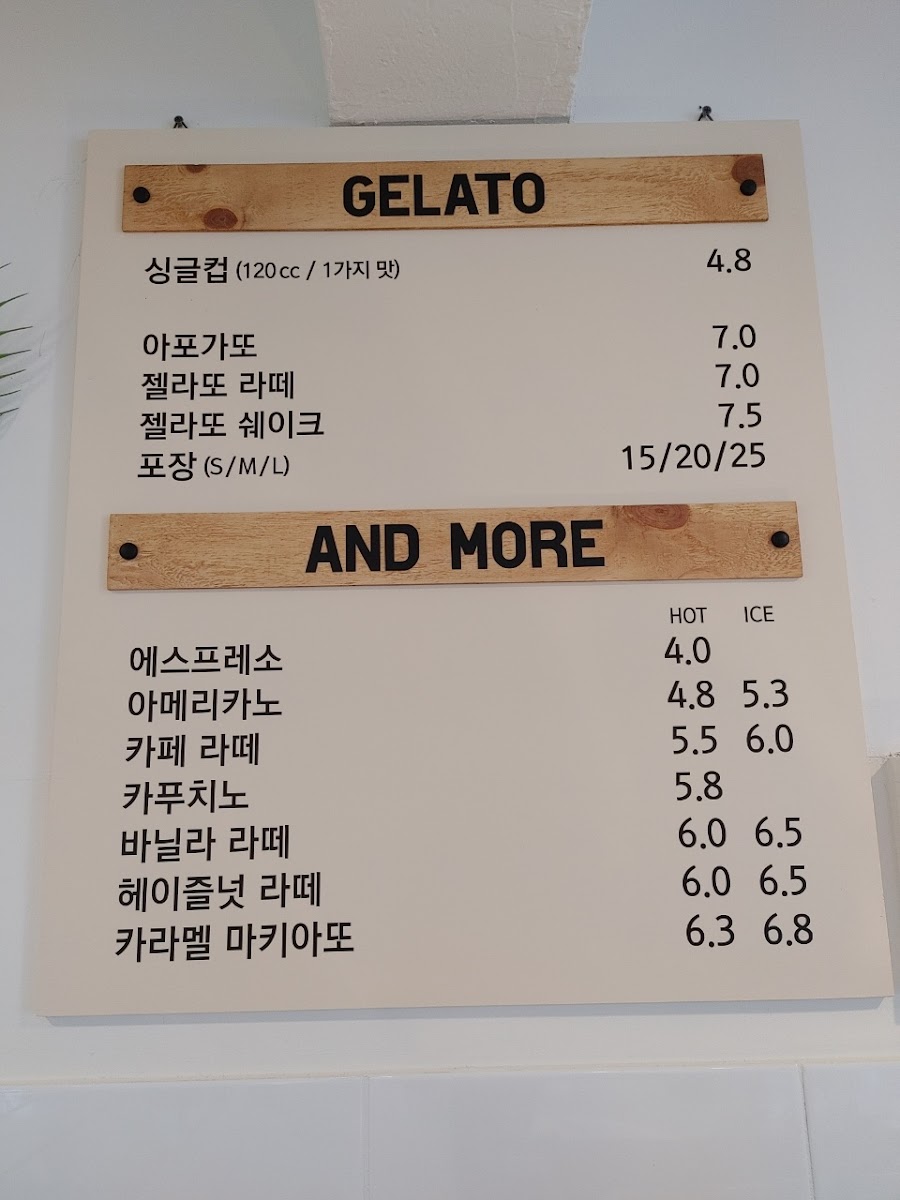 GELATO
싱글컵 (120cc / 1가지 맛) 4.8
아포가또 7.0
젤라또 라떼 7.0
젤라또 쉐이크 7.5
포장 (S/M/L) 15/20/25
AND MORE
HOT ICE
에스프레소 4.0
아메리카노 4.8 5.3
카페 라떼 5.5 6.0
카푸치노 5.8
바닐라 라떼 6.0 6.5
헤이즐넛 라떼 6.0 6.5
카라멜 마키아또 6.3 6.8